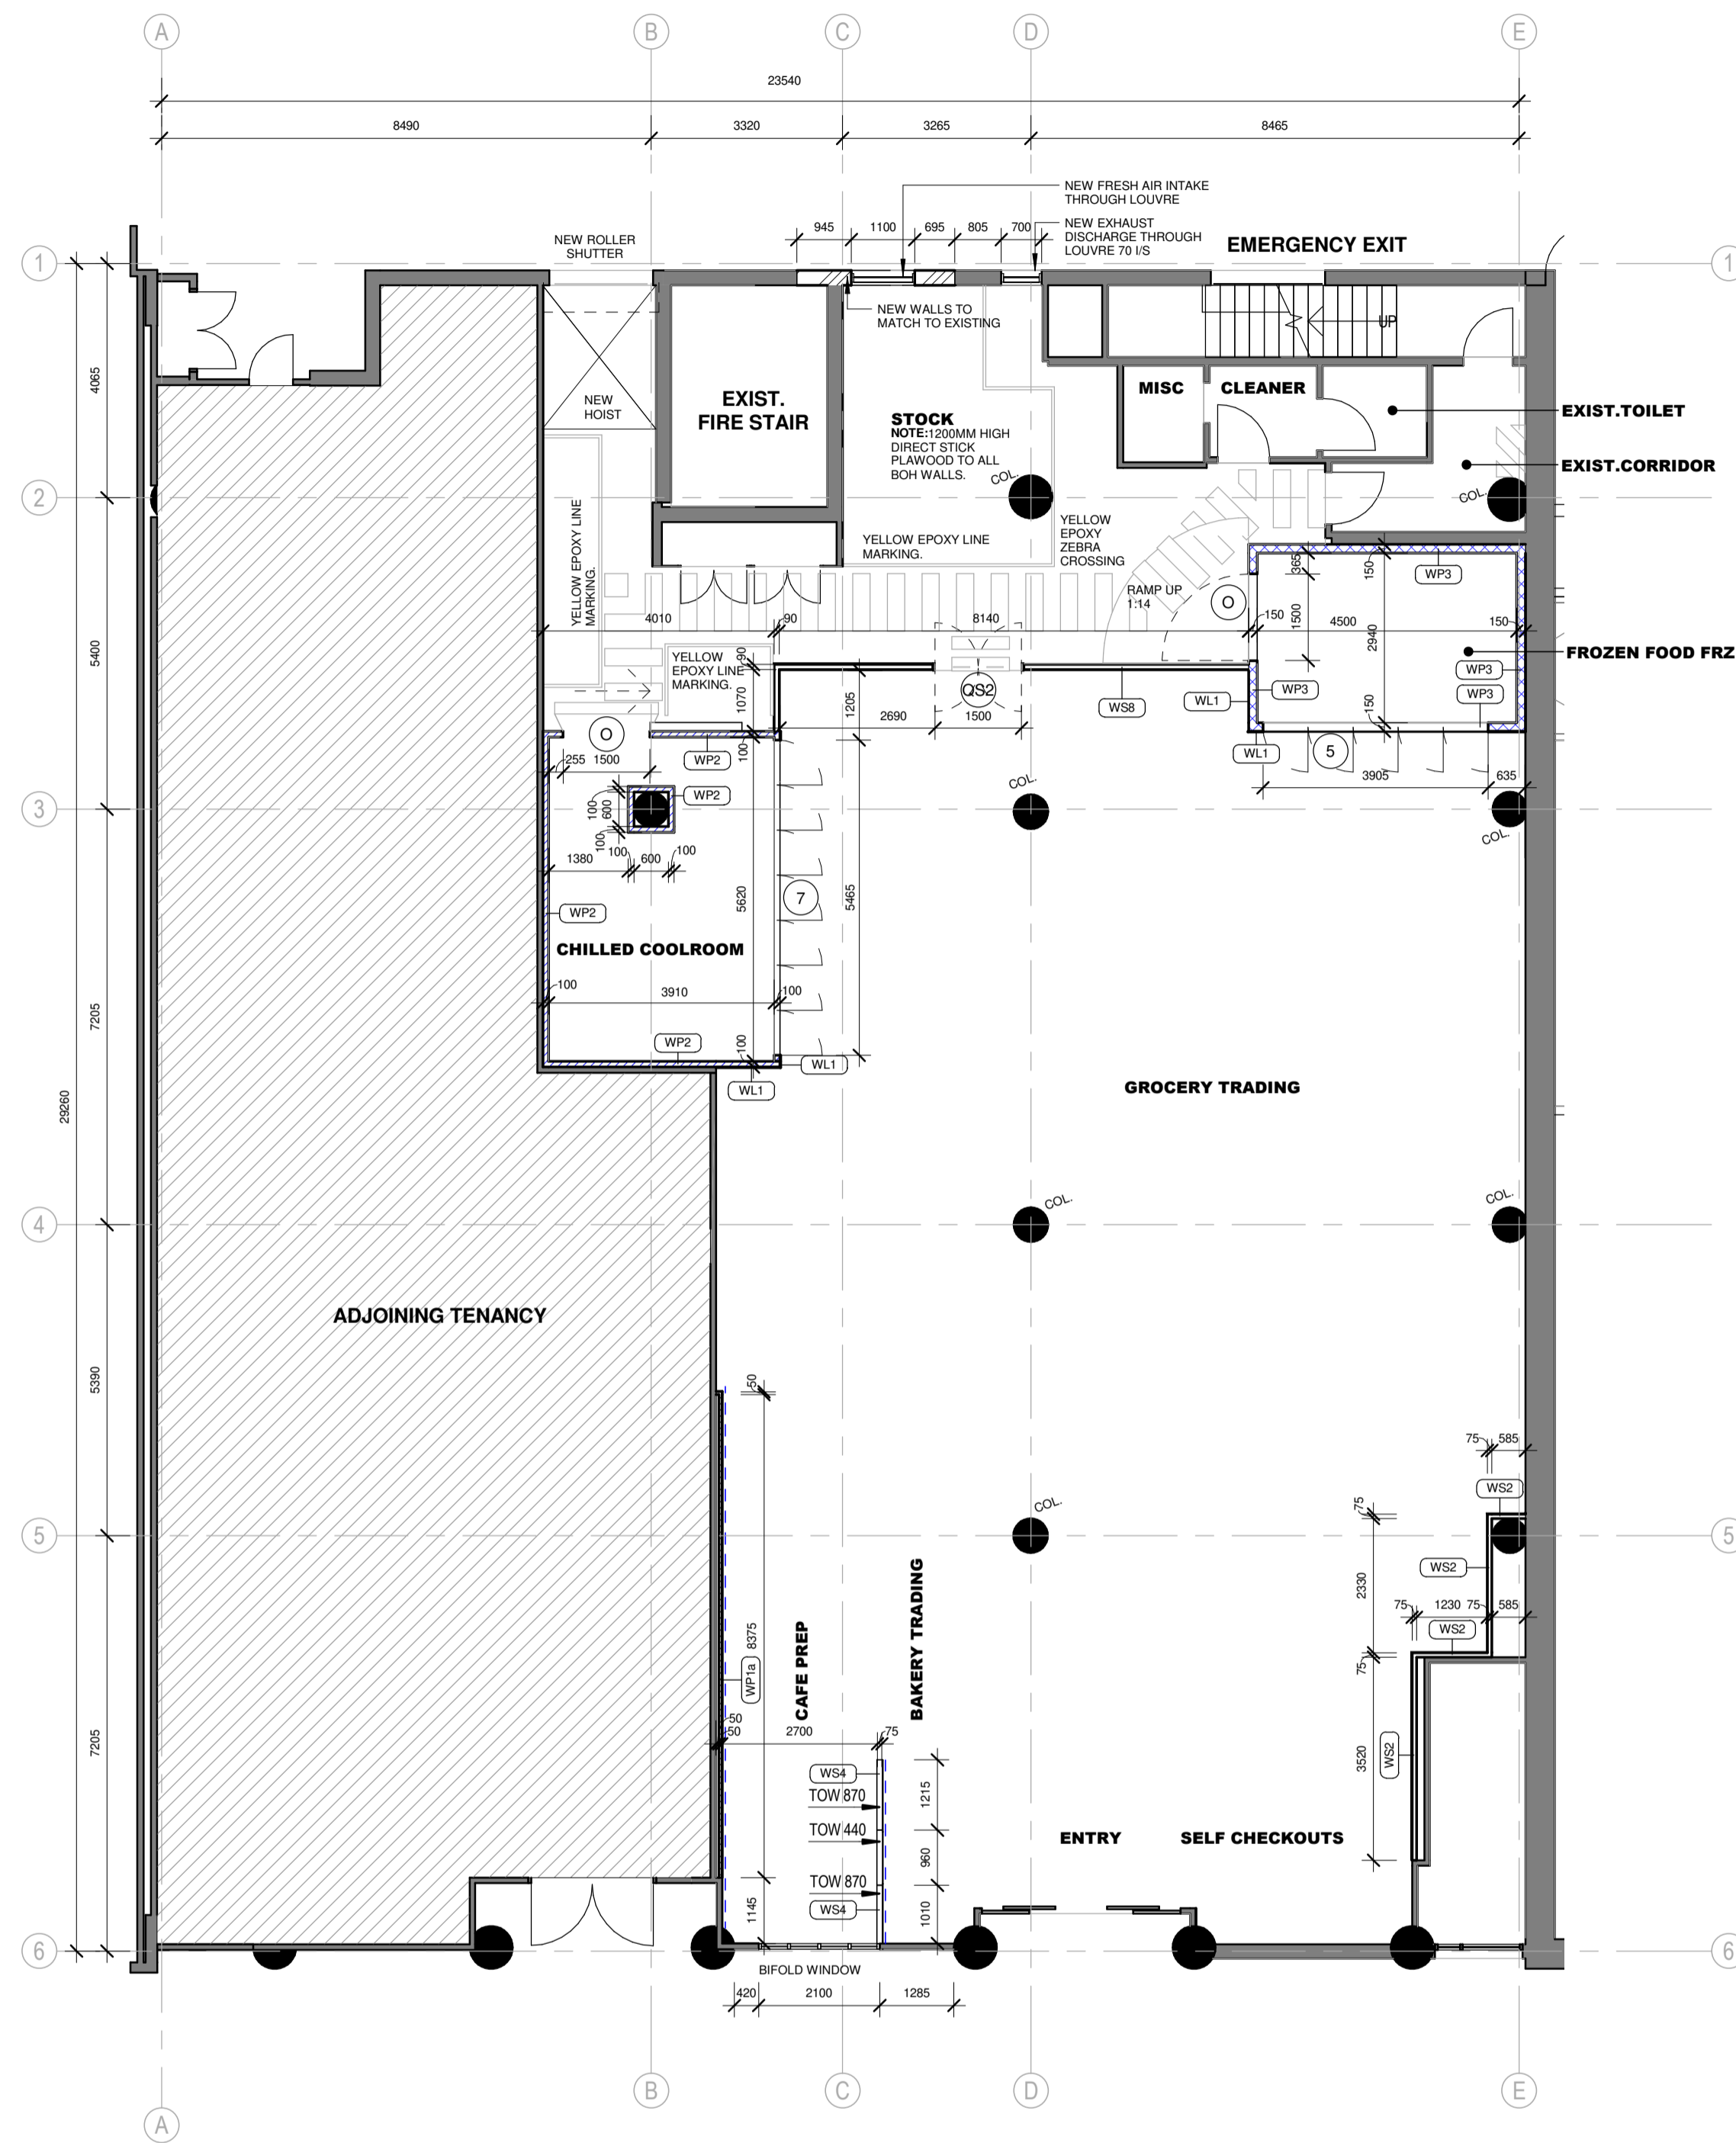 A
B
C
D
E
23540
8490
3320
3265
8465
NEW FRESH AIR INTAKE
THROUGH LOUVRE
NEW EXHAUST
DISCHARGE THROUGH
LOUVRE 70 I/S
945
1100
695
805
700
NEW ROLLER
SHUTTER
EMERGENCY EXIT
1
1
NEW WALLS TO
MATCH TO EXISTING
UP
4065
NEW
HOIST
EXIST.
FIRE STAIR
STOCK
NOTE:1200MM HIGH
DIRECT STICK
PLAWOOD TO ALL
BOH WALLS.
COL.
MISC
CLEANER
EXIST.TOILET
EXIST.CORRIDOR
COL.
2
YELLOW EPOXY LINE
MARKING.
YELLOW EPOXY LINE
MARKING.
YELLOW
EPOXY
ZEBRA
CROSSING
RAMP UP
1:14
O
365
150
WP3
150
1500
4500
2940
150
4010
90
8140
5400
YELLOW
EPOXY LINE
MARKING.
90
1070
1205
QS2
2690
1500
WS8
WL1
WP3
WP3
WP3
150
FROZEN FOOD FRZ
O
WP2
100
WL1
5
3905
635
255
1500
WP2
3
100
600
100
COL.
COL.
1380
100
600
100
WP2
5620
7
5465
CHILLED COOLROOM
100
3910
100
7205
WP2
100
WL1
WL1
29260
GROCERY TRADING
4
COL.
COL.
ADJOINING TENANCY
5390
50
75
585
WS2
75
COL.
5
5
WS2
2330
75
1230
75
585
WS2
75
8375
WP1a
CAFE PREP
BAKERY TRADING
7205
50
50
2700
75
WS4
TOW 870
TOW 440
TOW 870
WS4
1215
960
1010
1145
3520
WS2
ENTRY
SELF CHECKOUTS
6
6
BIFOLD WINDOW
420
2100
1285
A
B
C
D
E